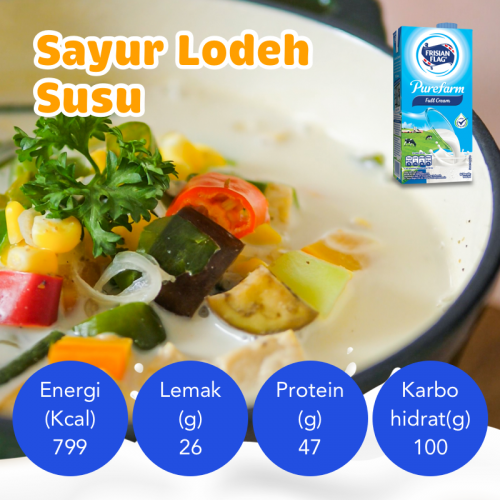 Sayur Lodeh
Susu
FRISIAN
FLAG
Purefarm
Full Cream
Energi
(Kcal)
799
Lemak
(g)
26
Protein
(g)
47
Karbo
hidrat(g)
100